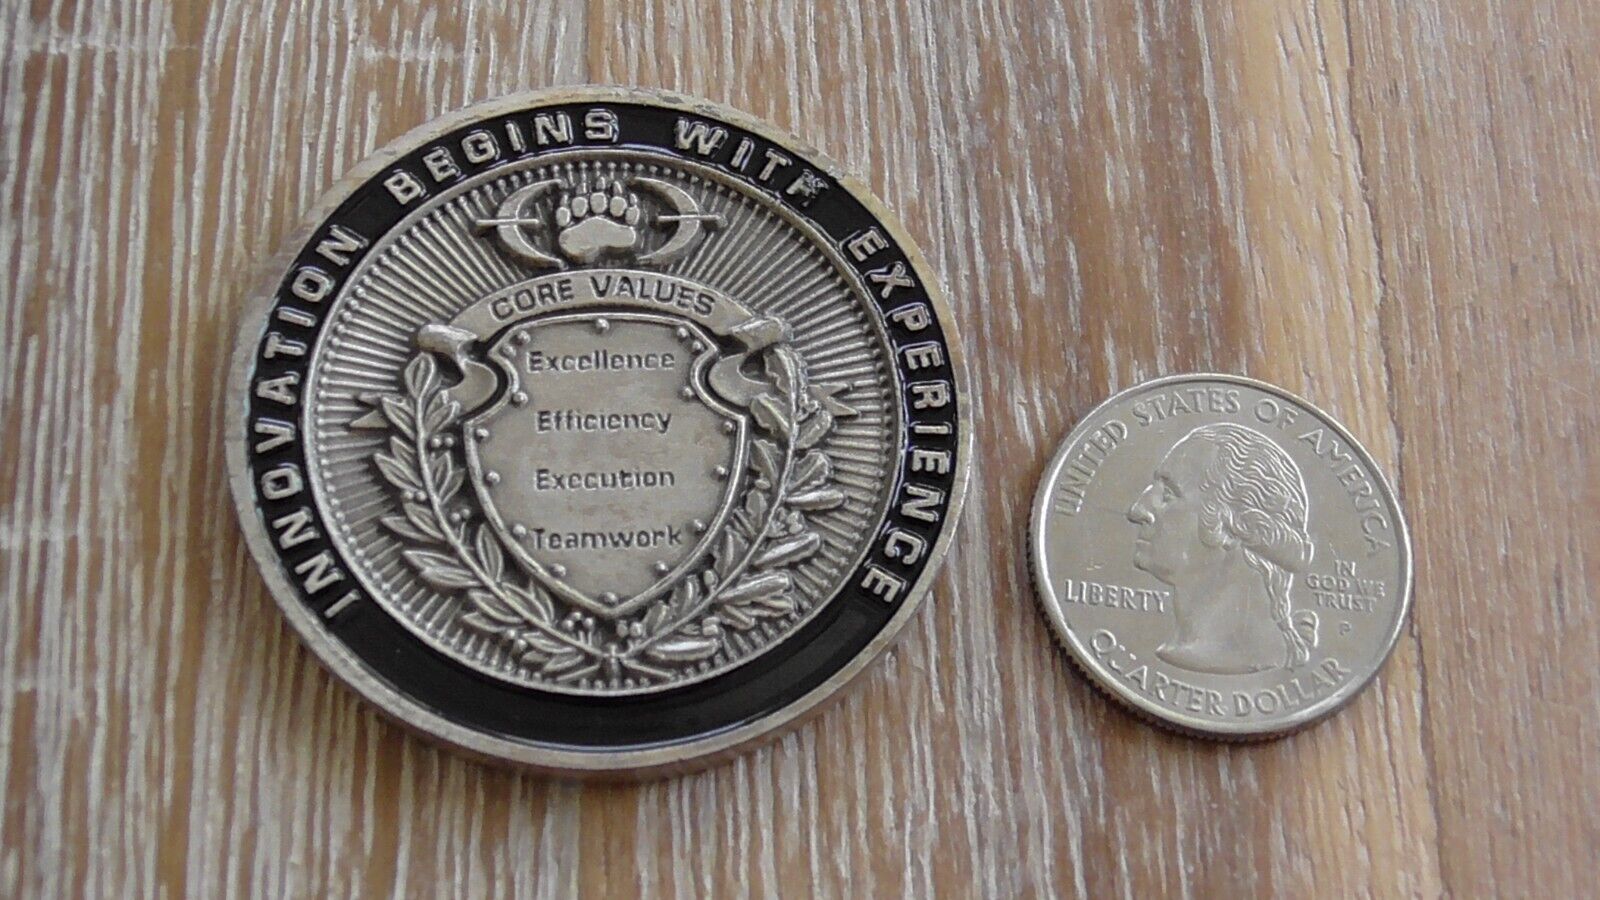 INNOVATION BEGINS WITH EXPERIENCE
CORE VALUES
Excellence
Efficiency
Execution
Teamwork
UNITED STATES OF AMERICA
LIBERTY
IN
GOD WE
TRUST
P
QUARTER DOLLAR